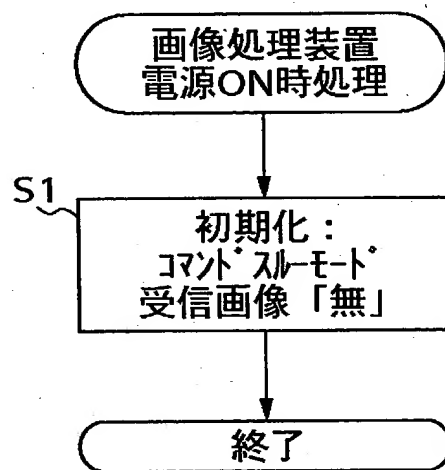 画像処理装置
電源ON時処理
S1
初期化：
ｺﾏﾝﾄﾞｽﾙｰﾓｰﾄﾞ
受信画像「無」
終了